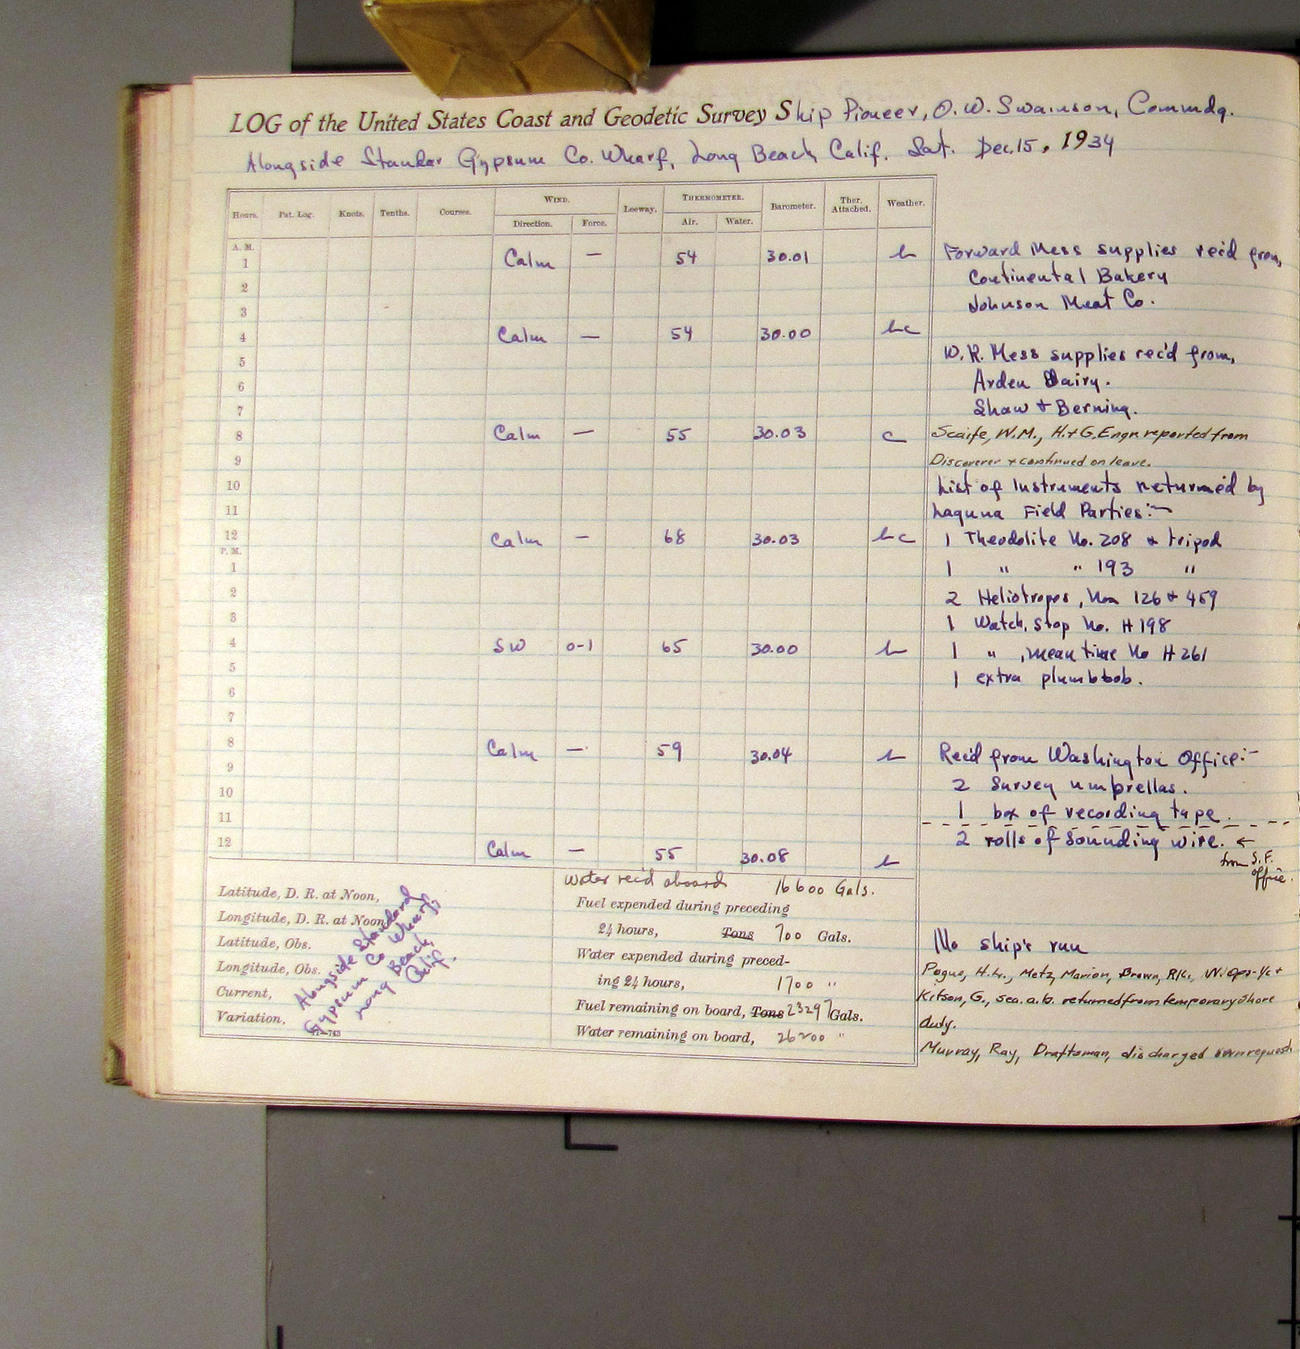 LOG of the United States Coast and Geodetic Survey Ship Pioneer, O.W. Swainson, Commdg.
Alongside Standar Gypsum Co. Wharf, Long Beach Calif. Sat. Dec. 15, 1934
Hours. Pat. Log. Knots. Tenths. Courses. WIND. Leeway. THERMOMETER. Barometer. Ther. Attached. Weather.
Direction. Force. Air. Water.
A. M.
1 Calm — 54 30.01 b
2
3
4 Calm — 54 30.00 bc
5
6
7
8 Calm — 55 30.03 c
9
10
11
12 Calm — 68 30.03 bc
P. M.
1
2
3
4 SW 0-1 65 30.00 b
5
6
7
8 Calm — 59 30.04 b
9
10
11
12 Calm — 55 30.08 b
Forward Mess supplies rec'd from,
Continental Bakery
Johnson Meat Co.
W.R. Mess supplies rec'd from,
Arden Dairy.
Shaw & Berning.
Scaife, W.M., H.&G. Engr. reported from
Discoverer & continued on leave.
List of Instruments returned by
Laguna Field Parties:—
1 Theodolite No. 208 & tripod
1 " " 193 "
2 Heliotropes, Nos 126 & 459
1 Watch, stop No. H 198
1 " , mean time No H 261
1 extra plumb bob.
Rec'd from Washington Office:—
2 Survey umbrellas.
1 box of recording tape.
2 rolls of sounding wire. ←
from S.F.
office.
No ship's run
Pogue, H.L., Metz, Marion, Brown, R.K., W.Ops-1/c &
Kitson, G., sea. a.b. returned from temporary shore
duty.
Murray, Ray, Draftsman, discharged own request
Latitude, D. R. at Noon,
Longitude, D. R. at Noon,
Latitude, Obs.
Longitude, Obs.
Current,
Variation,
Alongside Standard
Gypsum Co Wharf,
Long Beach,
Calif.
11—763
Water rec'd aboard 16600 Gals.
Fuel expended during preceding
24 hours, Tons 700 Gals.
Water expended during preced-
ing 24 hours, 1700 "
Fuel remaining on board, Tons 23297 Gals.
Water remaining on board, 26200 "